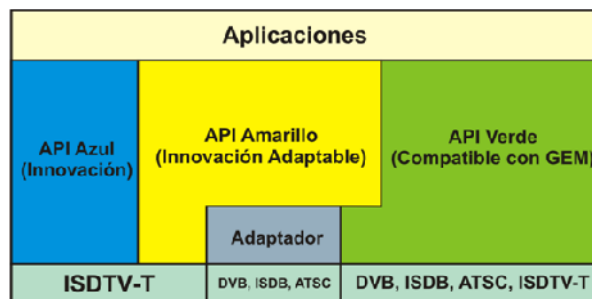 Aplicaciones
API Azul
(Innovación)
API Amarillo
(Innovación Adaptable)
API Verde
(Compatible con GEM)
Adaptador
ISDTV-T
DVB, ISDB, ATSC
DVB, ISDB, ATSC, ISDTV-T